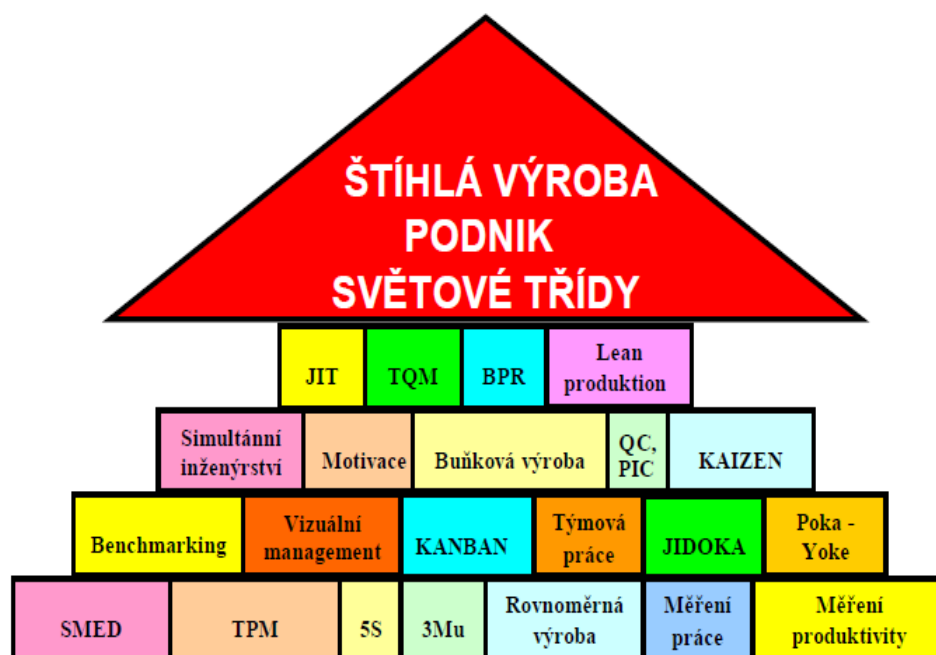 ŠTÍHLÁ VÝROBA
PODNIK
SVĚTOVÉ TŘÍDY
JIT
TQM
BPR
Lean
produktion
Simultánní
inženýrství
Motivace
Buňková výroba
QC,
PIC
KAIZEN
Benchmarking
Vizuální
management
KANBAN
Týmová
práce
JIDOKA
Poka -
Yoke
SMED
TPM
5S
3Mu
Rovnoměrná
výroba
Měření
práce
Měření
produktivity